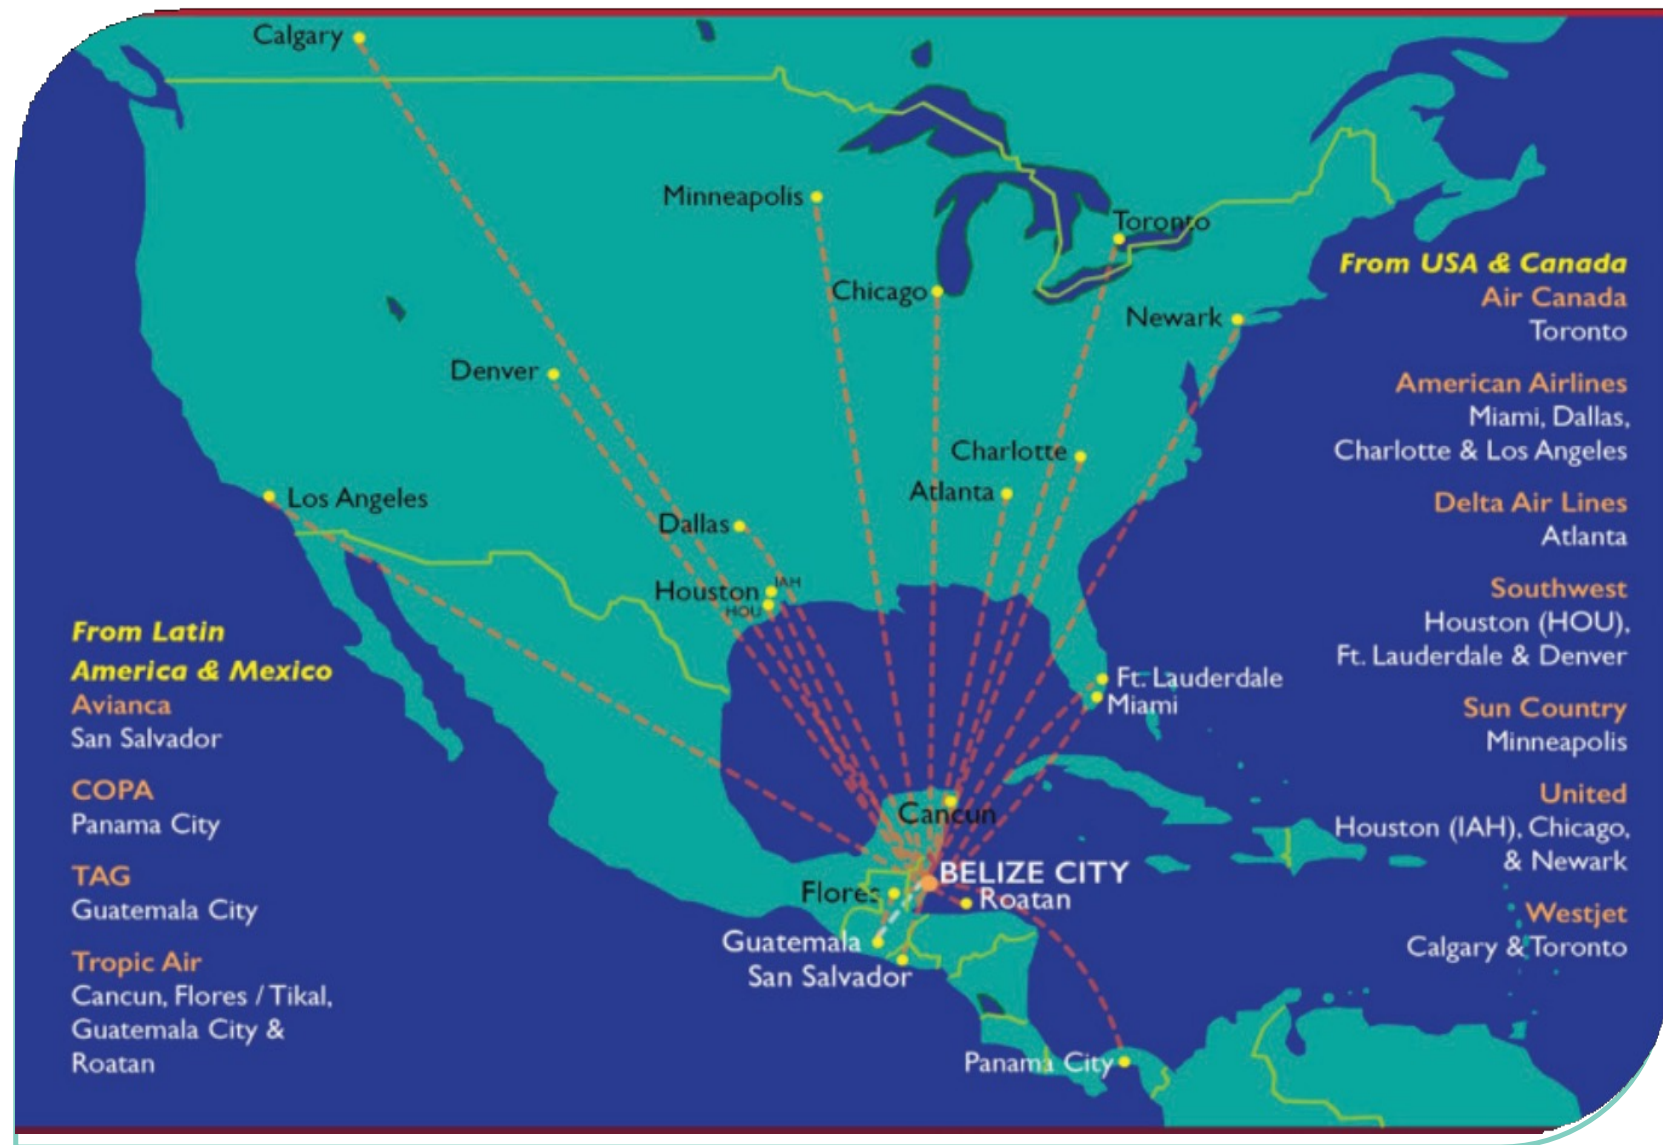 Calgary
Minneapolis
Toronto
Chicago
Newark
Denver
Charlotte
Atlanta
Los Angeles
Dallas
IAH
Houston
HOU
Ft. Lauderdale
Miami
Cancun
BELIZE CITY
Flores
Roatan
Guatemala
San Salvador
Panama City
From Latin
America & Mexico
Avianca
San Salvador
COPA
Panama City
TAG
Guatemala City
Tropic Air
Cancun, Flores / Tikal,
Guatemala City &
Roatan
From USA & Canada
Air Canada
Toronto
American Airlines
Miami, Dallas,
Charlotte & Los Angeles
Delta Air Lines
Atlanta
Southwest
Houston (HOU),
Ft. Lauderdale & Denver
Sun Country
Minneapolis
United
Houston (IAH), Chicago,
& Newark
Westjet
Calgary & Toronto